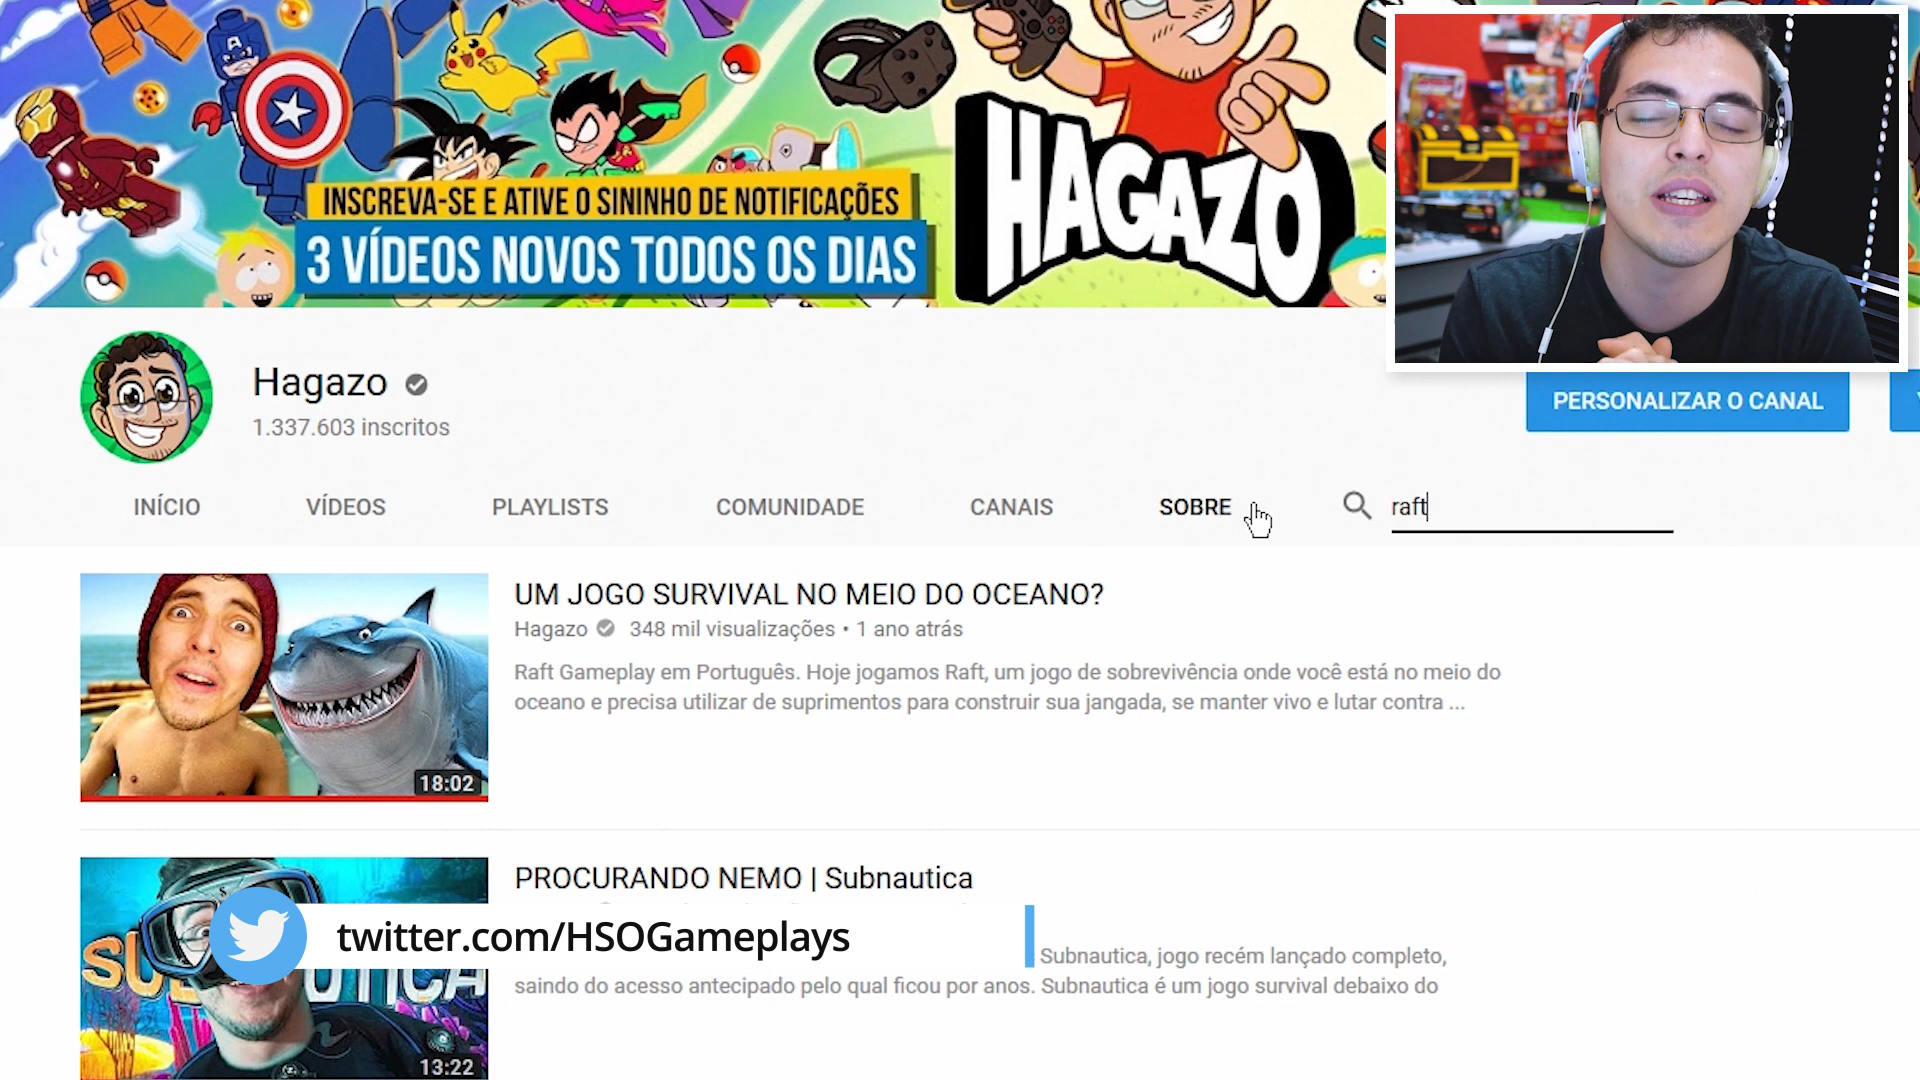 INSCREVA-SE E ATIVE O SININHO DE NOTIFICAÇÕES
3 VÍDEOS NOVOS TODOS OS DIAS
HAGAZO
Hagazo
1.337.603 inscritos
PERSONALIZAR O CANAL
INÍCIO VÍDEOS PLAYLISTS COMUNIDADE CANAIS SOBRE raft
UM JOGO SURVIVAL NO MEIO DO OCEANO?
Hagazo 348 mil visualizações • 1 ano atrás
Raft Gameplay em Português. Hoje jogamos Raft, um jogo de sobrevivência onde você está no meio do
oceano e precisa utilizar de suprimentos para construir sua jangada, se manter vivo e lutar contra ...
18:02
PROCURANDO NEMO | Subnautica
twitter.com/HSOGameplays
Subnautica, jogo recém lançado completo,
saindo do acesso antecipado pelo qual ficou por anos. Subnautica é um jogo survival debaixo do
13:22